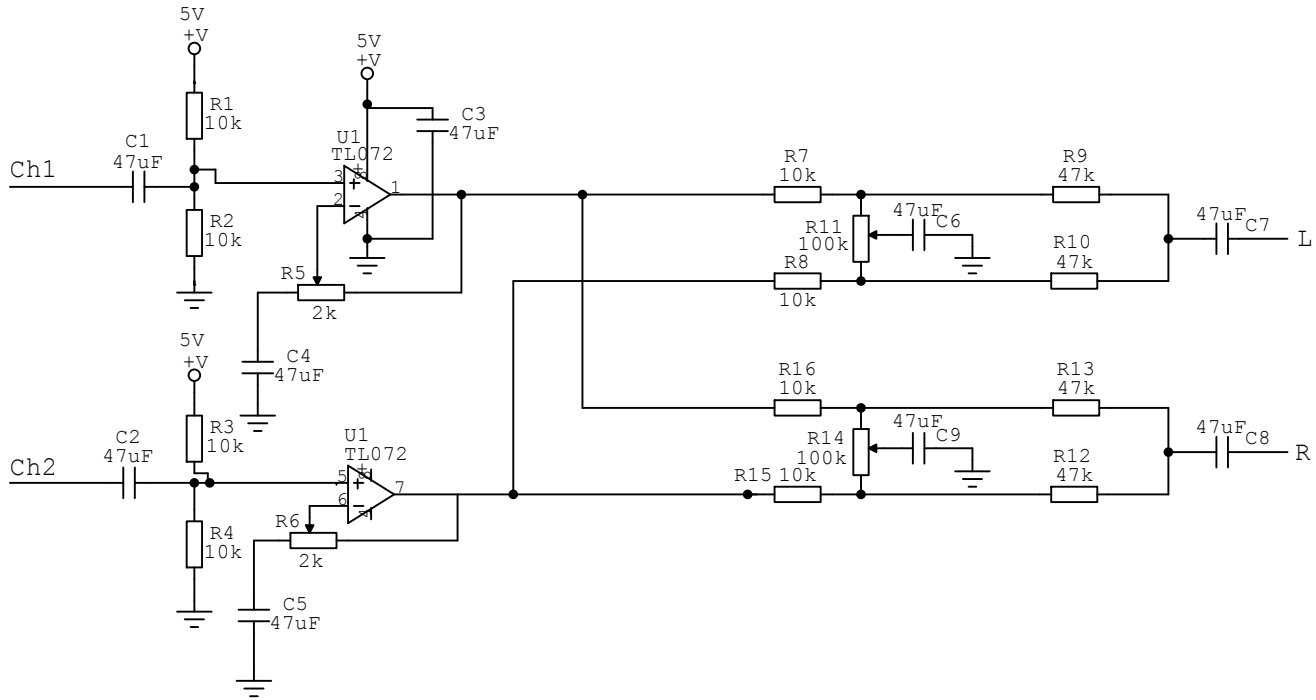 5V
+V
R1
10k
C1
47uF
Ch1
R2
10k
5V
+V
C3
47uF
U1
TL072
+
8
3
+
1
2
-
4
R5
2k
C4
47uF
R7
10k
R9
47k
R11
100k
47uF
C6
47uF
C7
L
R8
10k
R10
47k
5V
+V
R3
10k
C2
47uF
Ch2
R4
10k
U1
TL072
+
8
5
+
7
6
-
4
R6
2k
C5
47uF
R16
10k
R13
47k
R14
100k
47uF
C9
47uF
C8
R
R15
10k
R12
47k